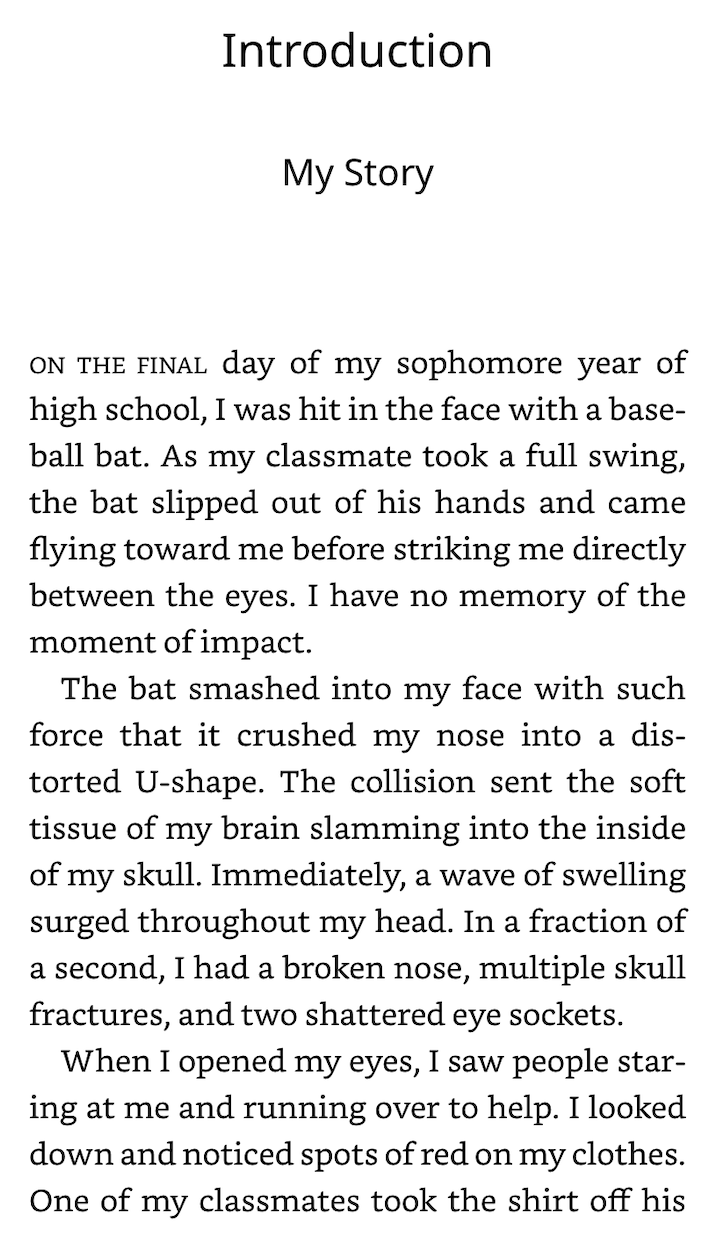 Introduction
My Story
ON THE FINAL day of my sophomore year of
high school, I was hit in the face with a base-
ball bat. As my classmate took a full swing,
the bat slipped out of his hands and came
flying toward me before striking me directly
between the eyes. I have no memory of the
moment of impact.
The bat smashed into my face with such
force that it crushed my nose into a dis-
torted U-shape. The collision sent the soft
tissue of my brain slamming into the inside
of my skull. Immediately, a wave of swelling
surged throughout my head. In a fraction of
a second, I had a broken nose, multiple skull
fractures, and two shattered eye sockets.
When I opened my eyes, I saw people star-
ing at me and running over to help. I looked
down and noticed spots of red on my clothes.
One of my classmates took the shirt off his